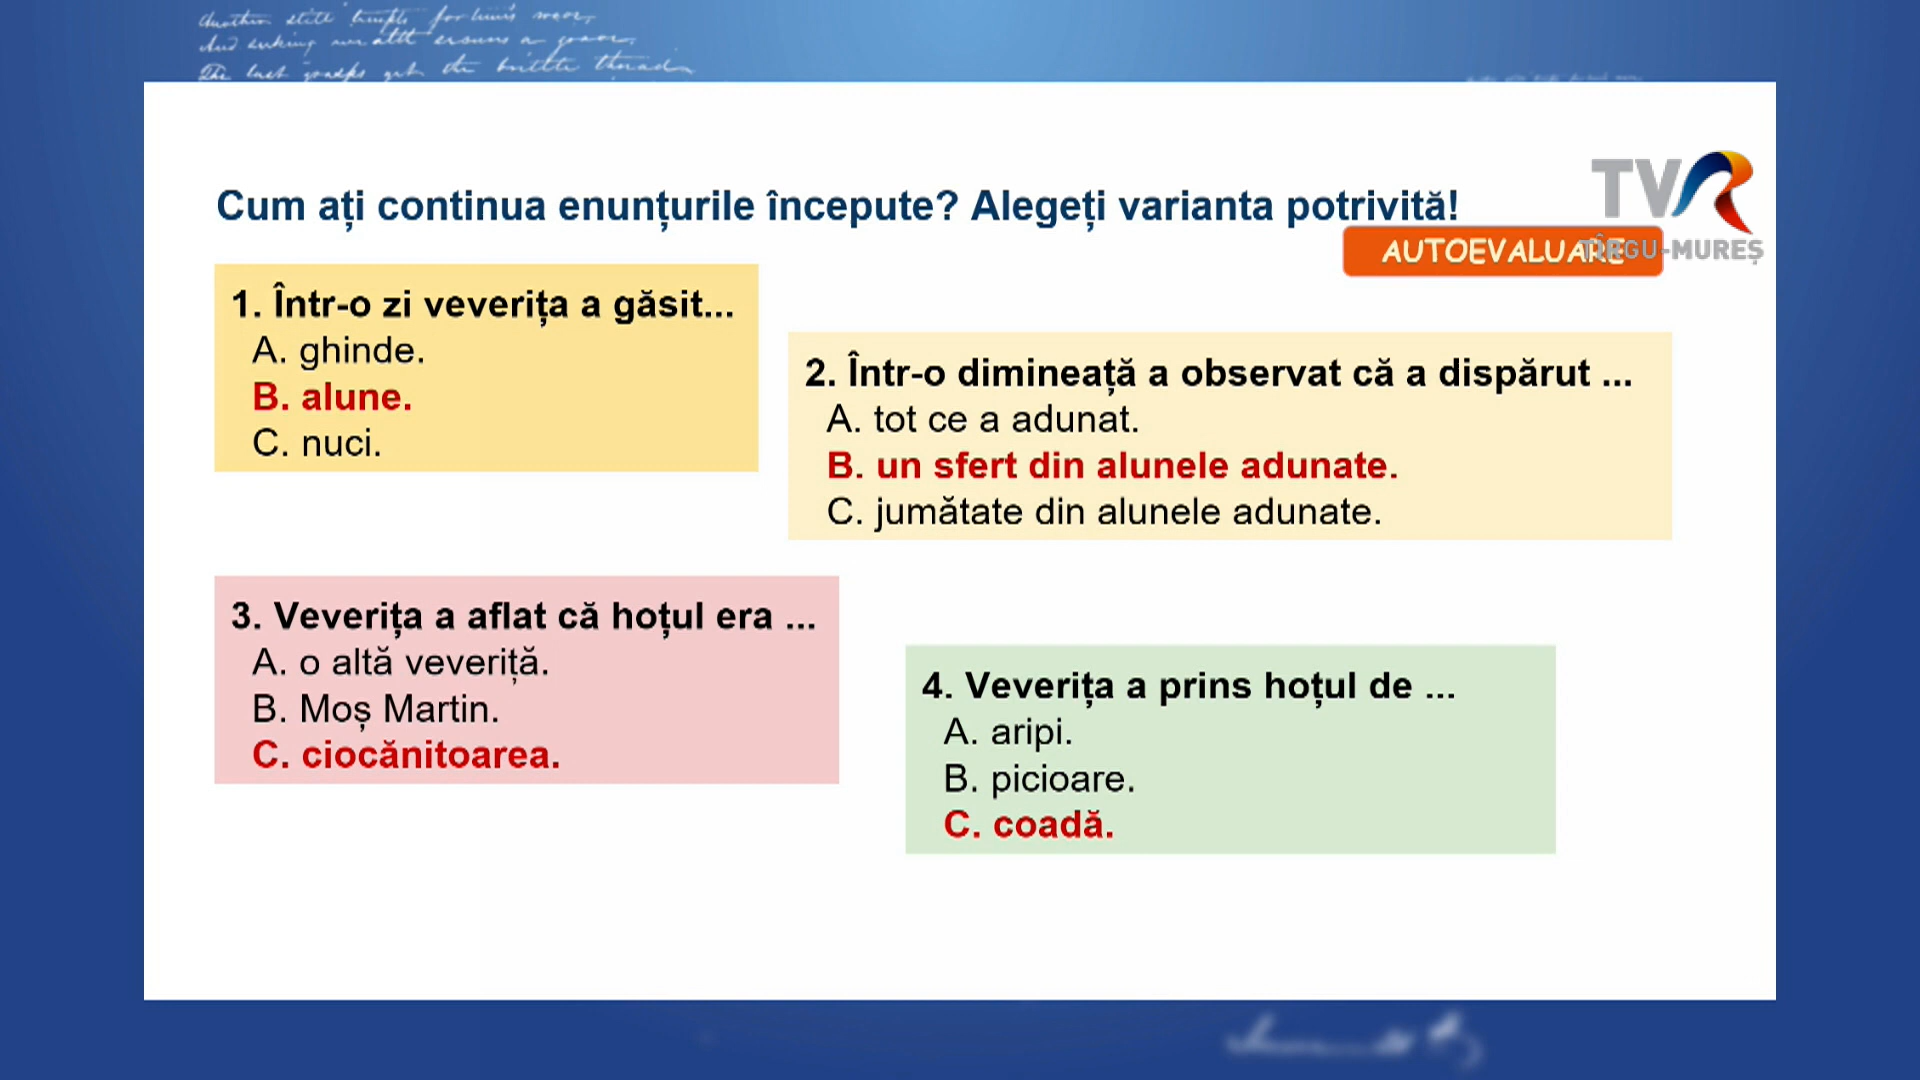 Cum ați continua enunțurile începute? Alegeți varianta potrivită!
TVR
TÎRGU-MUREȘ
AUTOEVALUARE
1. Într-o zi veverița a găsit...
A. ghinde.
B. alune.
C. nuci.
2. Într-o dimineață a observat că a dispărut ...
A. tot ce a adunat.
B. un sfert din alunele adunate.
C. jumătate din alunele adunate.
3. Veverița a aflat că hoțul era ...
A. o altă veveriță.
B. Moș Martin.
C. ciocănitoarea.
4. Veverița a prins hoțul de ...
A. aripi.
B. picioare.
C. coadă.